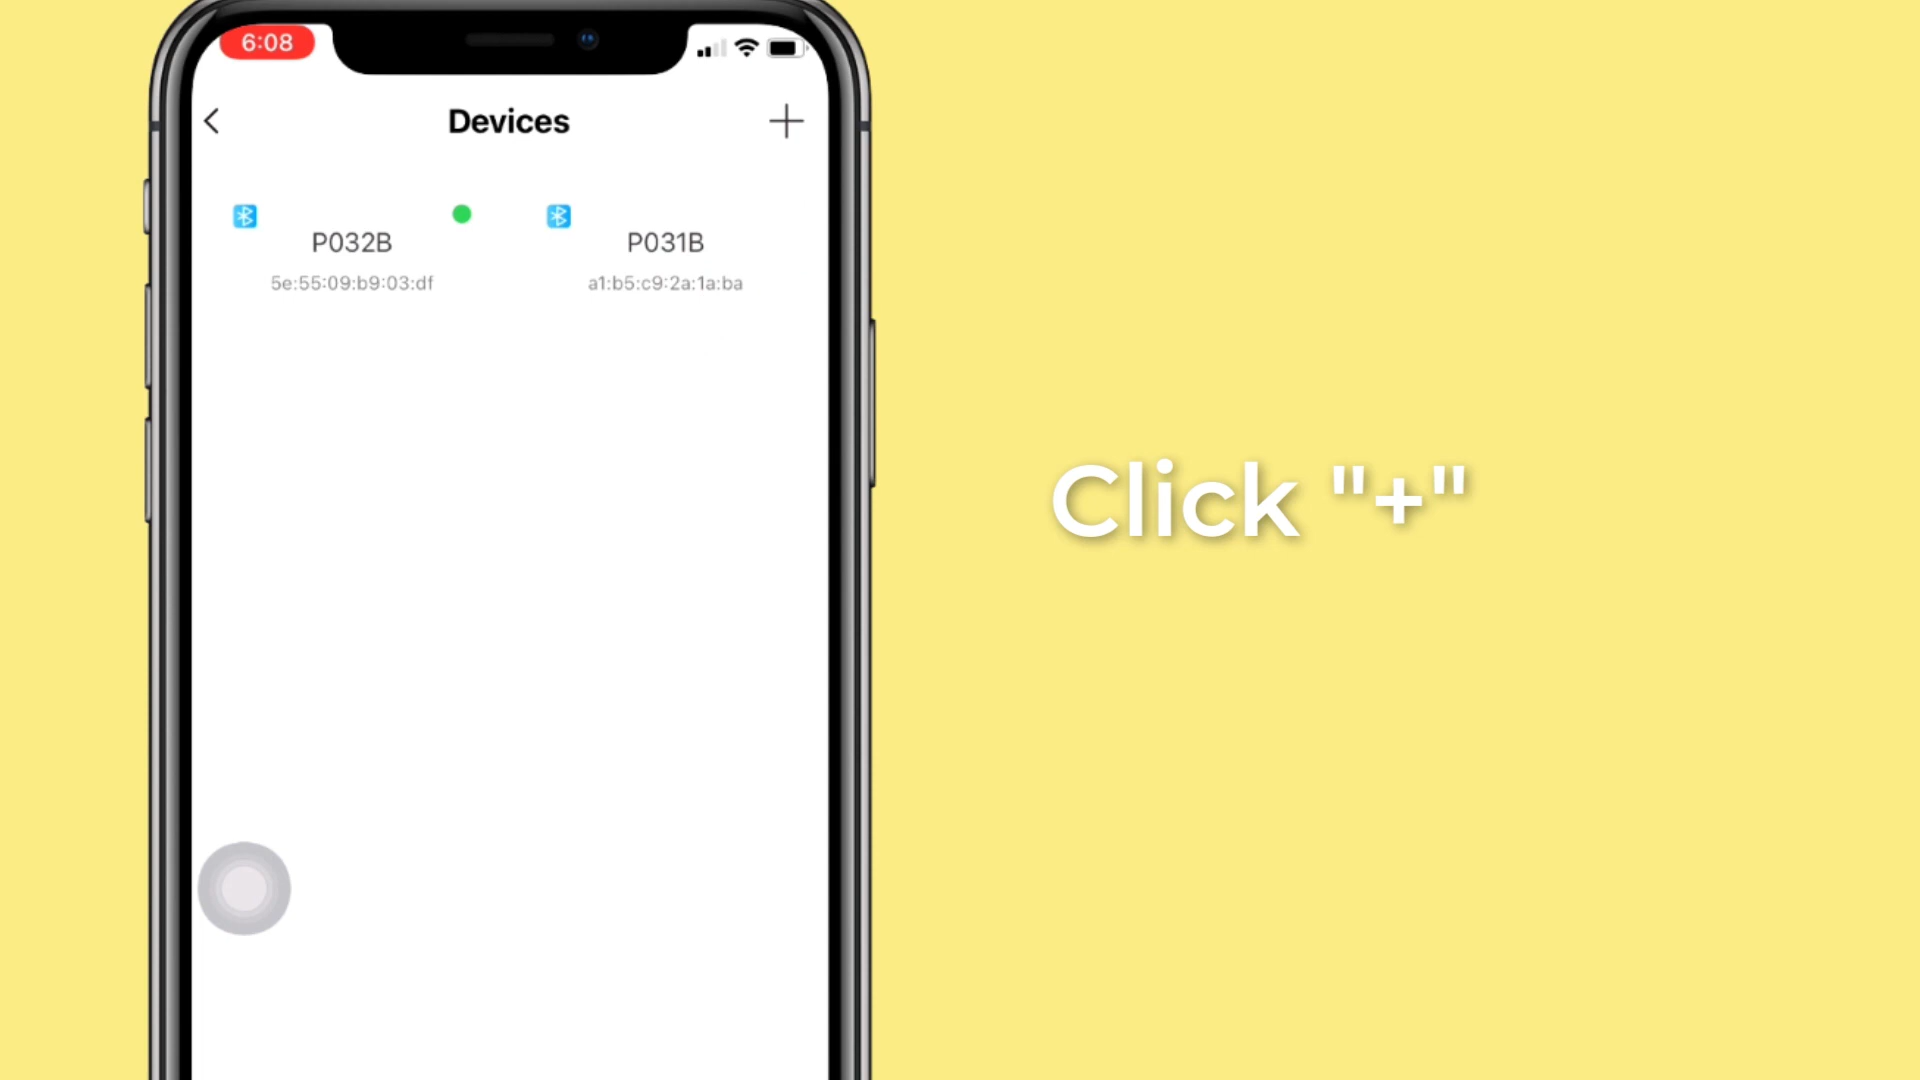 6:08
Devices
P032B
5e:55:09:b9:03:df
P031B
a1:b5:c9:2a:1a:ba
Click "+"